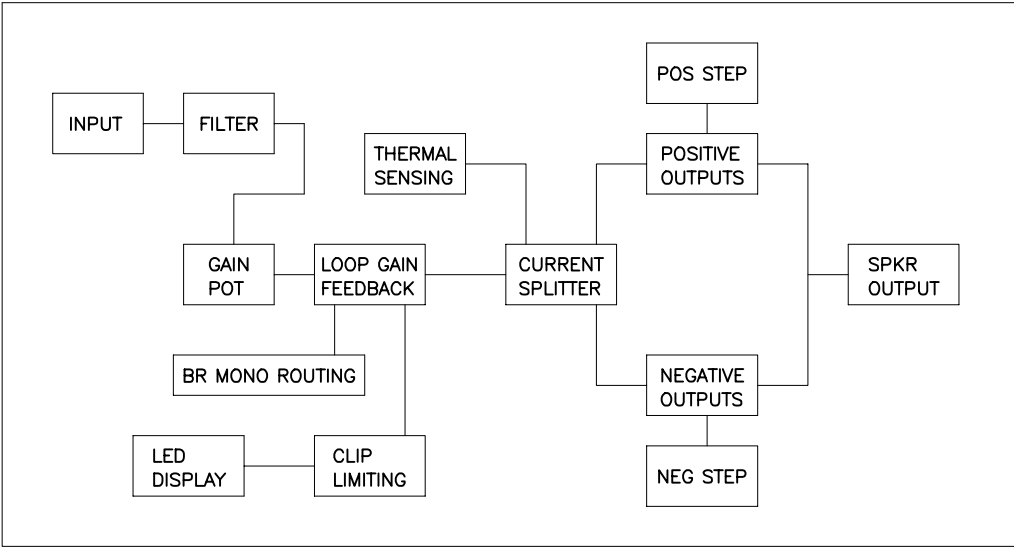 POS STEP
INPUT
FILTER
THERMAL
SENSING
POSITIVE
OUTPUTS
GAIN
POT
LOOP GAIN
FEEDBACK
CURRENT
SPLITTER
SPKR
OUTPUT
BR MONO ROUTING
NEGATIVE
OUTPUTS
LED
DISPLAY
CLIP
LIMITING
NEG STEP